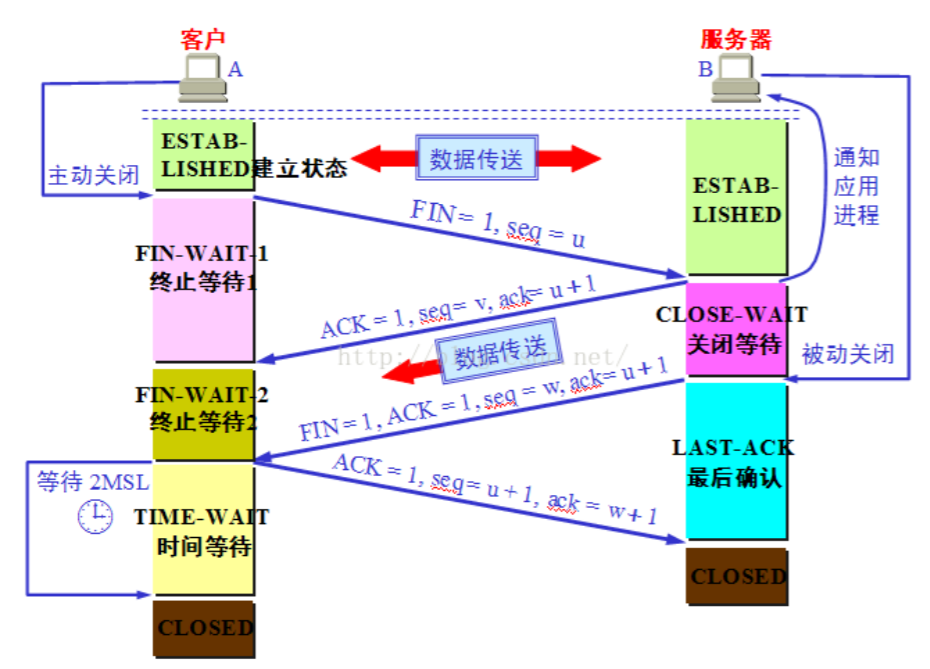 客户
服务器
A
B
ESTAB-
LISHED建立状态
数据传送
主动关闭
ESTAB-
LISHED
通知
应用
进程
FIN = 1, seq = u
FIN-WAIT-1
终止等待1
ACK = 1, seq= v, ack= u + 1
CLOSE-WAIT
关闭等待
被动关闭
数据传送
FIN-WAIT-2
终止等待2
FIN=1, ACK = 1, seq = w, ack= u + 1
LAST-ACK
最后确认
ACK = 1, seq= u + 1, ack = w + 1
等待 2MSL
TIME-WAIT
时间等待
CLOSED
CLOSED